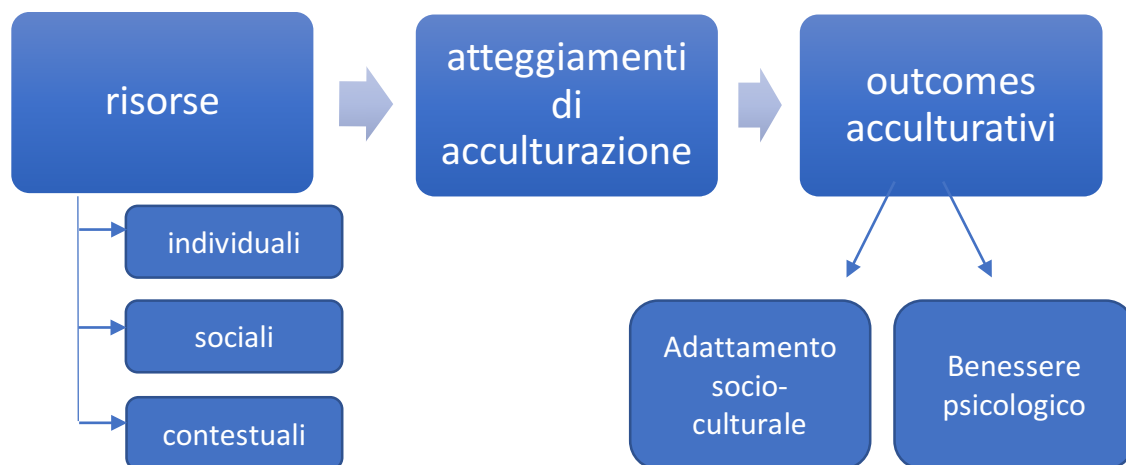 risorse
atteggiamenti
di
acculturazione
outcomes
acculturativi
individuali
sociali
contestuali
Adattamento
socio-
culturale
Benessere
psicologico